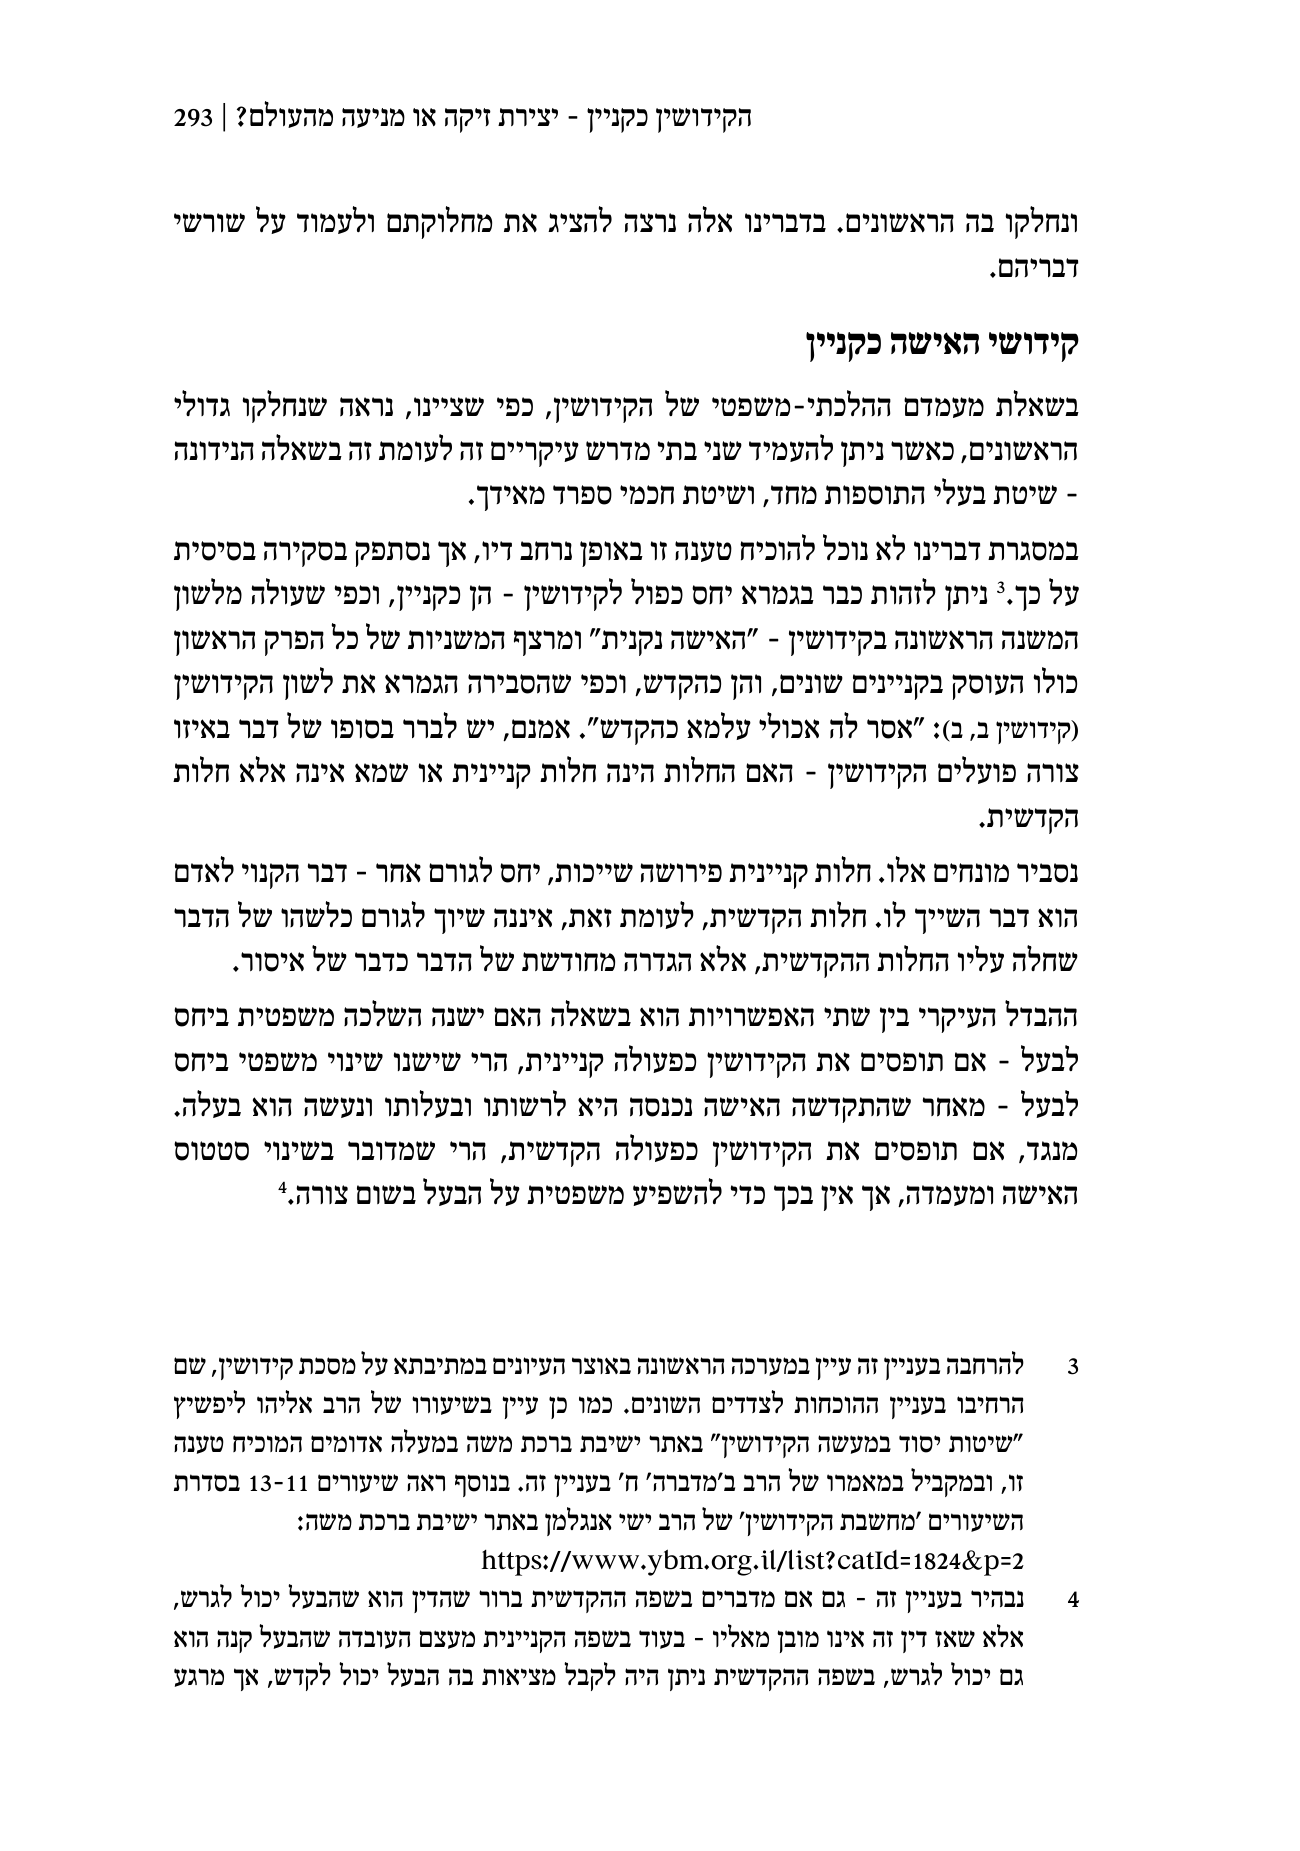 הקידושין כקניין - יצירת זיקה או מניעה מהעולם? | 293
ונחלקו בה הראשונים. בדברינו אלה נרצה להציג את מחלוקתם ולעמוד על שורשי
דבריהם.
קידושי האישה כקניין
בשאלת מעמדם ההלכתי-משפטי של הקידושין, כפי שציינו, נראה שנחלקו גדולי
הראשונים, כאשר ניתן להעמיד שני בתי מדרש עיקריים זה לעומת זה בשאלה הנידונה
- שיטת בעלי התוספות מחד, ושיטת חכמי ספרד מאידך.
במסגרת דברינו לא נוכל להוכיח טענה זו באופן נרחב דיו, אך נסתפק בסקירה בסיסית
על כך.3 ניתן לזהות כבר בגמרא יחס כפול לקידושין - הן כקניין, וכפי שעולה מלשון
המשנה הראשונה בקידושין - "האישה נקנית" ומרצף המשניות של כל הפרק הראשון
כולו העוסק בקניינים שונים, והן כהקדש, וכפי שהסבירה הגמרא את לשון הקידושין
(קידושין ב, ב): "אסר לה אכולי עלמא כהקדש". אמנם, יש לברר בסופו של דבר באיזו
צורה פועלים הקידושין - האם החלות הינה חלות קניינית או שמא אינה אלא חלות
הקדשית.
נסביר מונחים אלו. חלות קניינית פירושה שייכות, יחס לגורם אחר - דבר הקנוי לאדם
הוא דבר השייך לו. חלות הקדשית, לעומת זאת, איננה שיוך לגורם כלשהו של הדבר
שחלה עליו החלות ההקדשית, אלא הגדרה מחודשת של הדבר כדבר של איסור.
ההבדל העיקרי בין שתי האפשרויות הוא בשאלה האם ישנה השלכה משפטית ביחס
לבעל - אם תופסים את הקידושין כפעולה קניינית, הרי שישנו שינוי משפטי ביחס
לבעל - מאחר שהתקדשה האישה נכנסה היא לרשותו ובעלותו ונעשה הוא בעלה.
מנגד, אם תופסים את הקידושין כפעולה הקדשית, הרי שמדובר בשינוי סטטוס
האישה ומעמדה, אך אין בכך כדי להשפיע משפטית על הבעל בשום צורה.4
3 להרחבה בעניין זה עיין במערכה הראשונה באוצר העיונים במתיבתא על מסכת קידושין, שם
הרחיבו בעניין ההוכחות לצדדים השונים. כמו כן עיין בשיעורו של הרב אליהו ליפשיץ
"שיטות יסוד במעשה הקידושין" באתר ישיבת ברכת משה במעלה אדומים המוכיח טענה
זו, ובמקביל במאמרו של הרב ב'מדברה' ח' בעניין זה. בנוסף ראה שיעורים 13-11 בסדרת
השיעורים 'מחשבת הקידושין' של הרב ישי אנגלמן באתר ישיבת ברכת משה:
https://www.ybm.org.il/list?catId=1824&p=2
4 נבהיר בעניין זה - גם אם מדברים בשפה ההקדשית ברור שהדין הוא שהבעל יכול לגרש,
אלא שאז דין זה אינו מובן מאליו - בעוד בשפה הקניינית מעצם העובדה שהבעל קנה הוא
גם יכול לגרש, בשפה ההקדשית ניתן היה לקבל מציאות בה הבעל יכול לקדש, אך מרגע